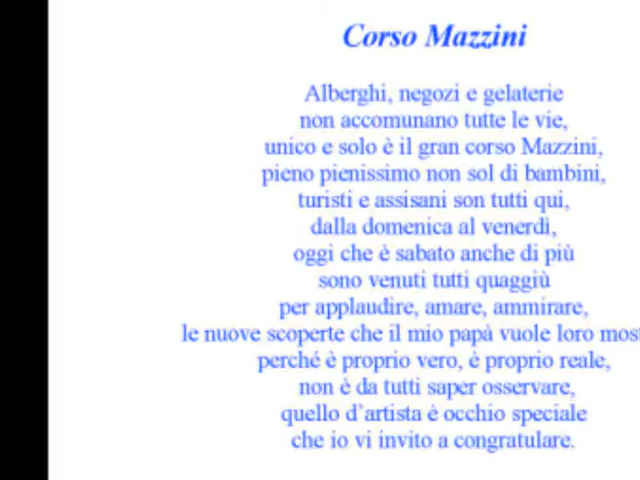 Corso Mazzini
Alberghi, negozi e gelaterie
non accomunano tutte le vie,
unico e solo è il gran corso Mazzini,
pieno pienissimo non sol di bambini,
turisti e assisani son tutti qui,
dalla domenica al venerdì,
oggi che è sabato anche di più
sono venuti tutti quaggiù
per applaudire, amare, ammirare,
le nuove scoperte che il mio papà vuole loro
perché è proprio vero, è proprio reale,
non è da tutti saper osservare,
quello d'artista è occhio speciale
che io vi invito a congratulare.